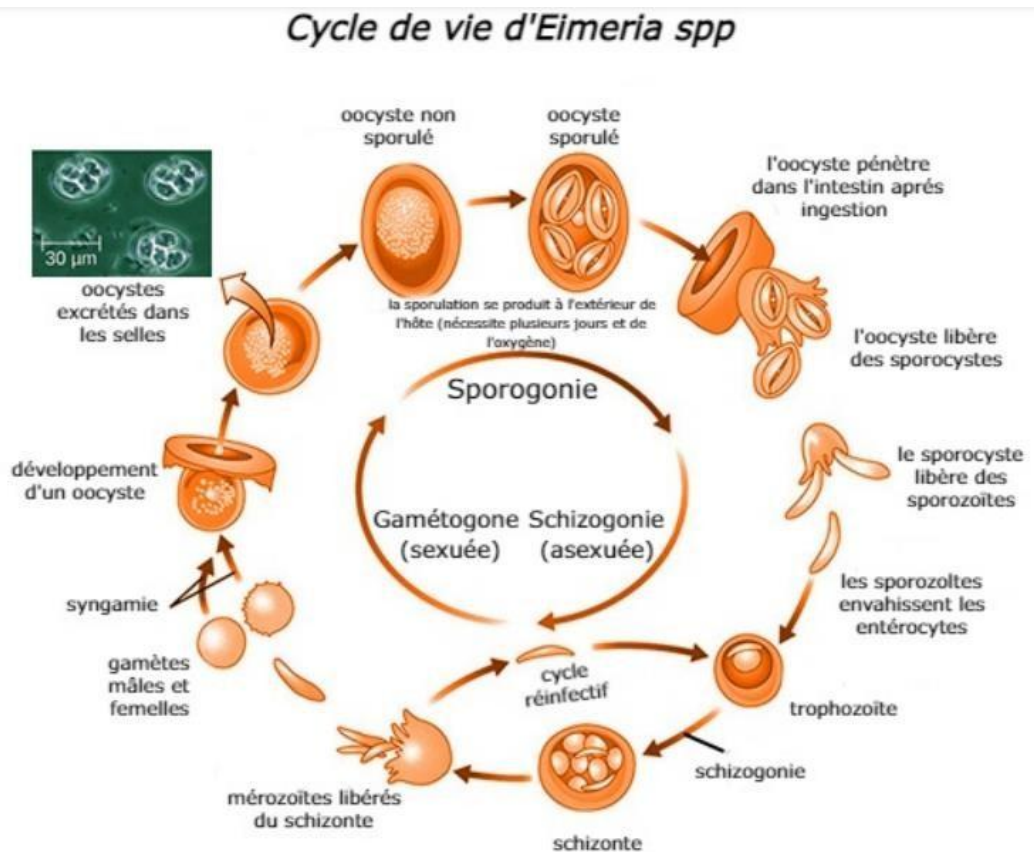 Cycle de vie d'Eimeria spp
oocyste non
sporulé
oocyste
sporulé
l'oocyste pénètre
dans l'intestin aprés
ingestion
30 µm
oocystes
excrétés dans
les selles
la sporulation se produit à l'extérieur de
l'hôte (nécessite plusieurs jours et de
l'oxygène)
l'oocyste libère
des sporocystes
Sporogonie
développement
d'un oocyste
le sporocyste
libère des
sporozoïtes
Gamétogone
(sexuée)
Schizogonie
(asexuée)
syngamie
les sporozoltes
envahissent les
entérocytes
gamètes
mâles et
femelles
cycle
réinfectif
trophozoïte
schizogonie
mérozoïtes libérés
du schizonte
schizonte